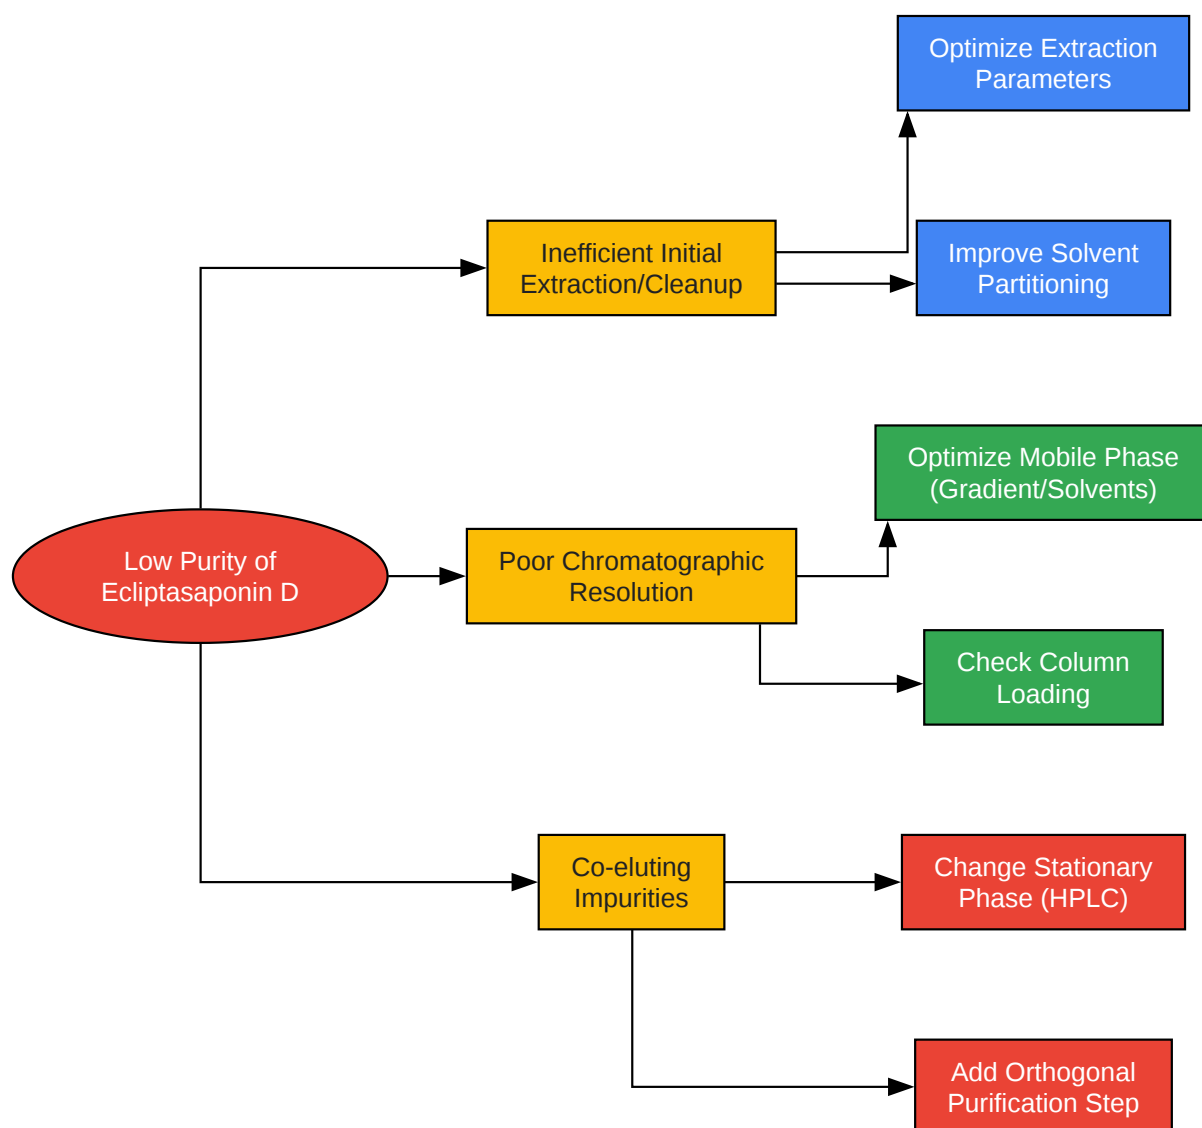 Optimize Extraction
Parameters
Inefficient Initial
Extraction/Cleanup
Improve Solvent
Partitioning
Optimize Mobile Phase
(Gradient/Solvents)
Low Purity of
Ecliptasaponin D
Poor Chromatographic
Resolution
Check Column
Loading
Co-eluting
Impurities
Change Stationary
Phase (HPLC)
Add Orthogonal
Purification Step